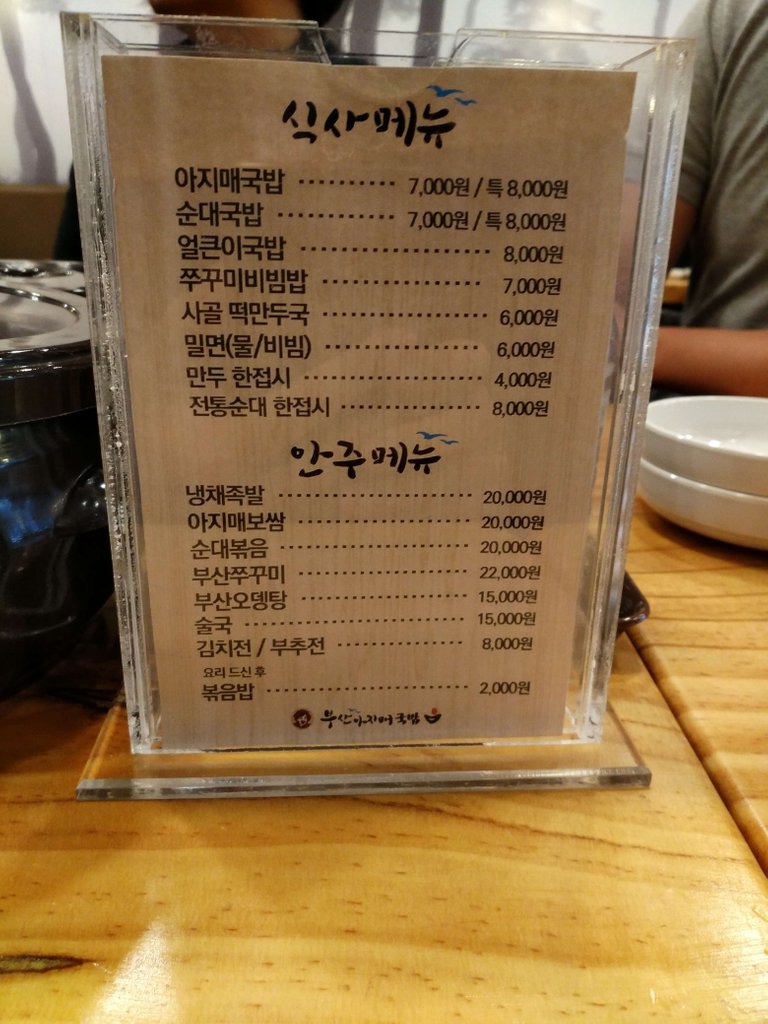 식사메뉴
아지매국밥 ·········· 7,000원 / 특 8,000원
순대국밥 ············ 7,000원 / 특 8,000원
얼큰이국밥 ···················· 8,000원
쭈꾸미비빔밥 ················· 7,000원
사골 떡만두국 ················· 6,000원
밀면(물/비빔) ················ 6,000원
만두 한접시 ··················· 4,000원
전통순대 한접시 ··············· 8,000원
안주메뉴
냉채족발 ······················ 20,000원
아지매보쌈 ···················· 20,000원
순대볶음 ······················ 20,000원
부산쭈꾸미 ···················· 22,000원
부산오뎅탕 ···················· 15,000원
술국 ·························· 15,000원
김치전 / 부추전 ··············· 8,000원
요리 드신 후
볶음밥 ························ 2,000원
부산아지매국밥